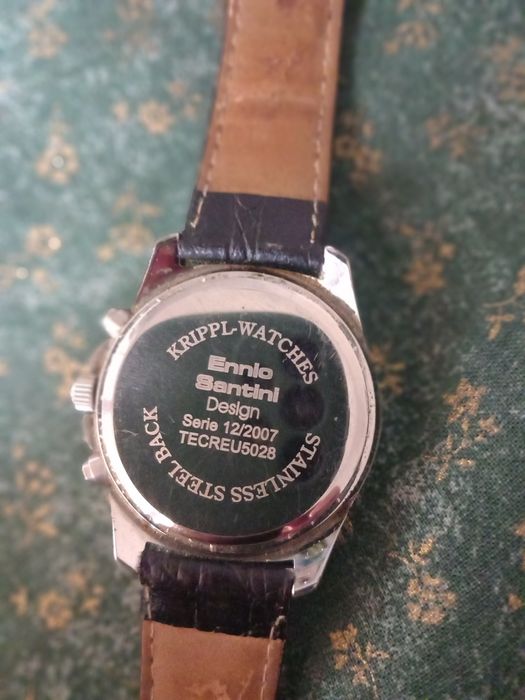 KRIPPL-WATCHES
Ennio
Santini
Design
Serie 12/2007
TECREU5028
STAINLESS STEEL BACK